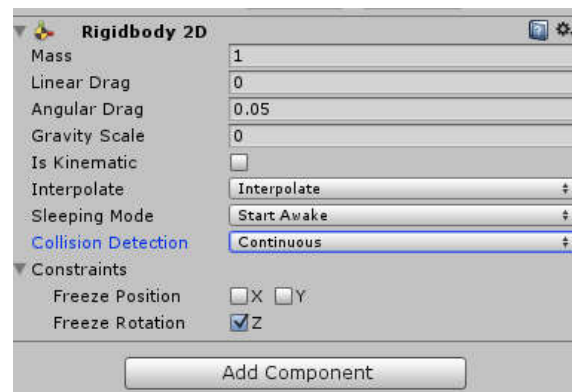 Rigidbody 2D
Mass 1
Linear Drag 0
Angular Drag 0.05
Gravity Scale 0
Is Kinematic
Interpolate Interpolate
Sleeping Mode Start Awake
Collision Detection Continuous
Constraints
Freeze Position X Y
Freeze Rotation Z
Add Component